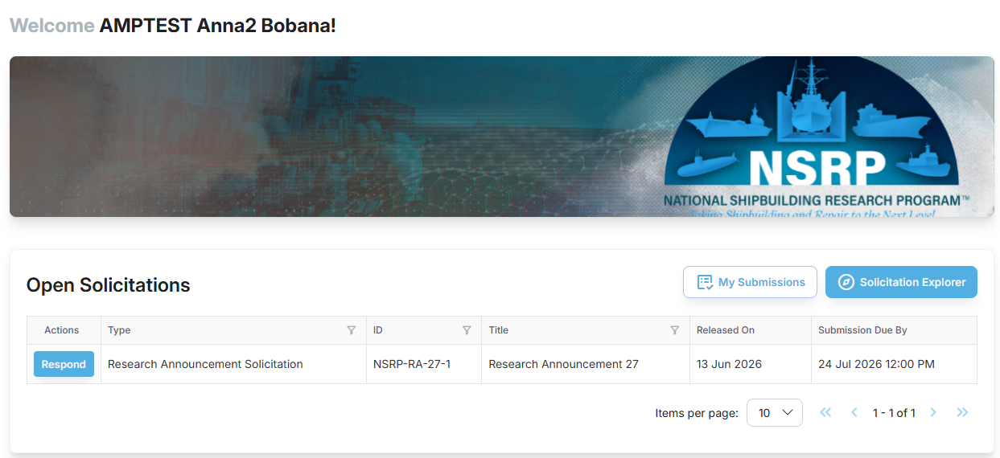 Welcome AMPTEST Anna2 Bobana!
NSRP
NATIONAL SHIPBUILDING RESEARCH PROGRAM™
Taking Shipbuilding and Repair to the Next Level
Open Solicitations
My Submissions
Solicitation Explorer
Actions Type ID Title Released On Submission Due By
Respond Research Announcement Solicitation NSRP-RA-27-1 Research Announcement 27 13 Jun 2026 24 Jul 2026 12:00 PM
Items per page: 10 1 - 1 of 1